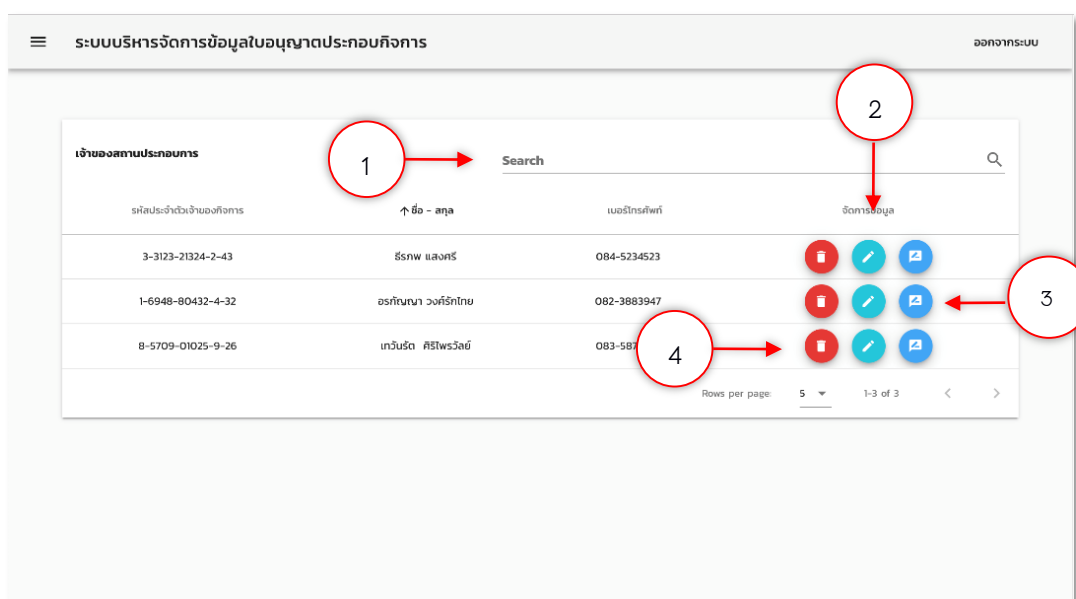 ระบบบริหารจัดการข้อมูลใบอนุญาตประกอบกิจการ ออกจากระบบ
2
เจ้าของสถานประกอบการ 1 Search
รหัสประจำตัวเจ้าของกิจการ ชื่อ - สกุล เบอร์โทรศัพท์ จัดการข้อมูล
3-3123-21324-2-43 ธีรภพ แสงศรี 084-5234523
1-6948-80432-4-32 อรกัญญา วงศ์รักไทย 082-3883947 3
8-5709-01025-9-26 เทวันรัต ศิริไพรวัลย์ 083-587 4
Rows per page: 5 1-3 of 3